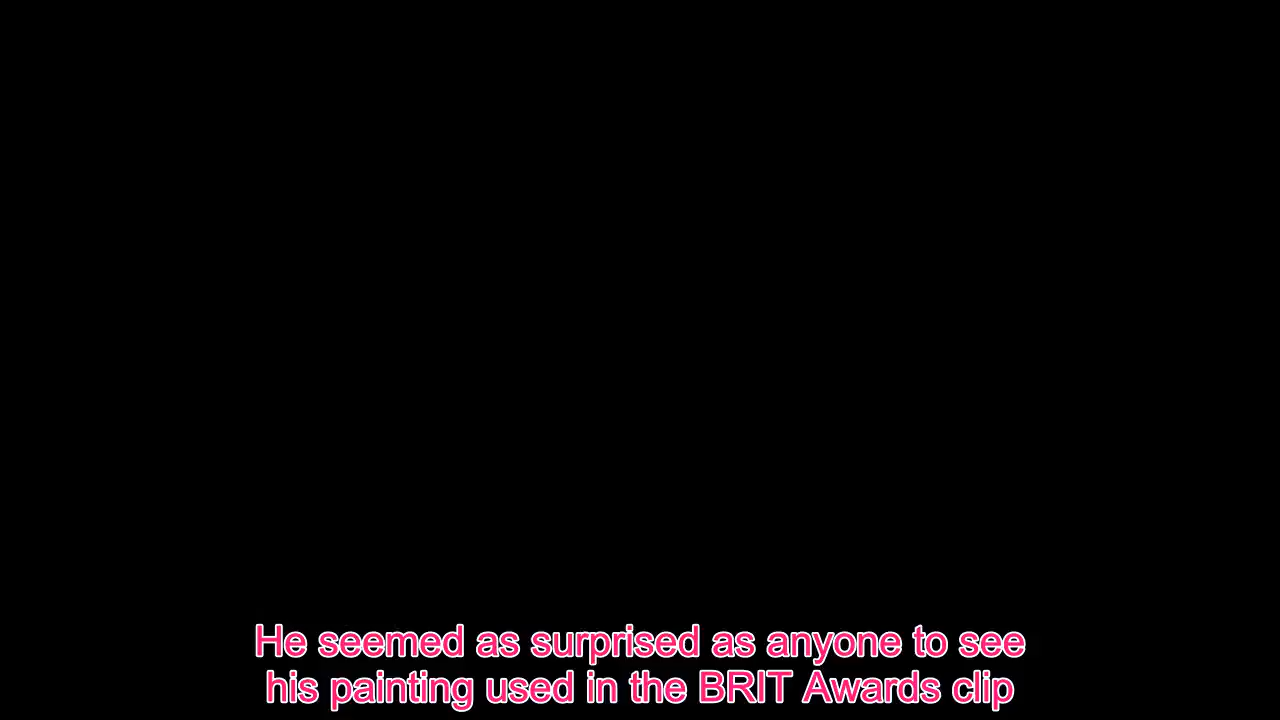 He seemed as surprised as anyone to see
his painting used in the BRIT Awards clip